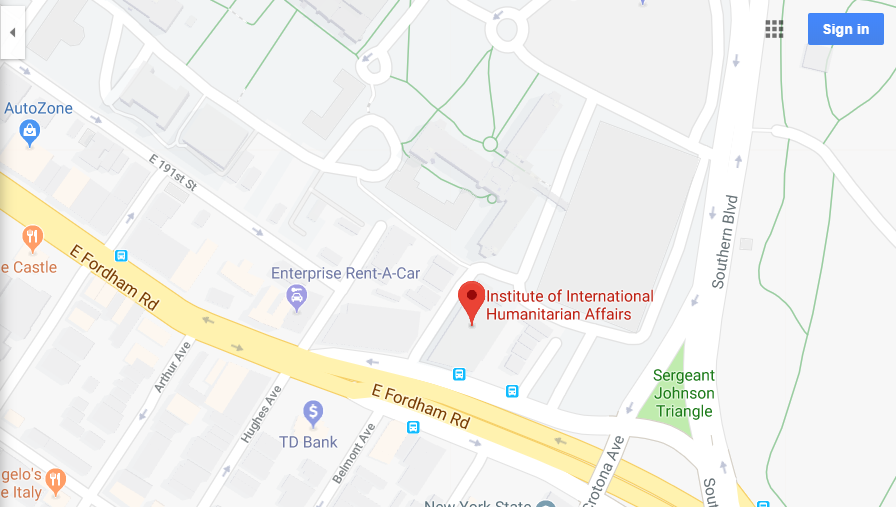 Sign in
AutoZone
E 191st St
Southern Blvd
e Castle
E Fordham Rd
Enterprise Rent-A-Car
Institute of International
Humanitarian Affairs
Arthur Ave
Hughes Ave
E Fordham Rd
Sergeant
Johnson
Triangle
TD Bank
Belmont Ave
Crotona Ave
gelo's
e Italy
New York State
Sout